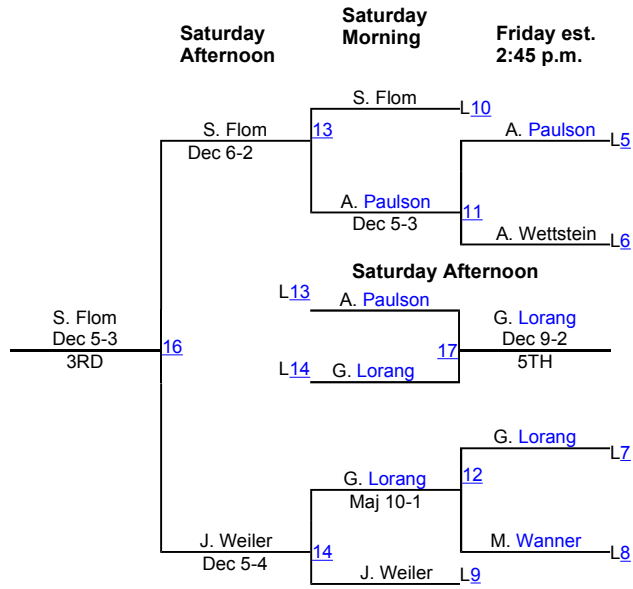 Saturday
Afternoon
Saturday
Morning
Friday est.
2:45 p.m.
S. Flom
L10
S. Flom
13
A. Paulson
L5
Dec 6-2
A. Paulson
11
Dec 5-3
A. Wettstein
L6
Saturday Afternoon
L13
A. Paulson
S. Flom
G. Lorang
Dec 5-3
16
17
Dec 9-2
3RD
5TH
L14
G. Lorang
G. Lorang
L7
G. Lorang
12
Maj 10-1
J. Weiler
14
M. Wanner
L8
Dec 5-4
J. Weiler
L9